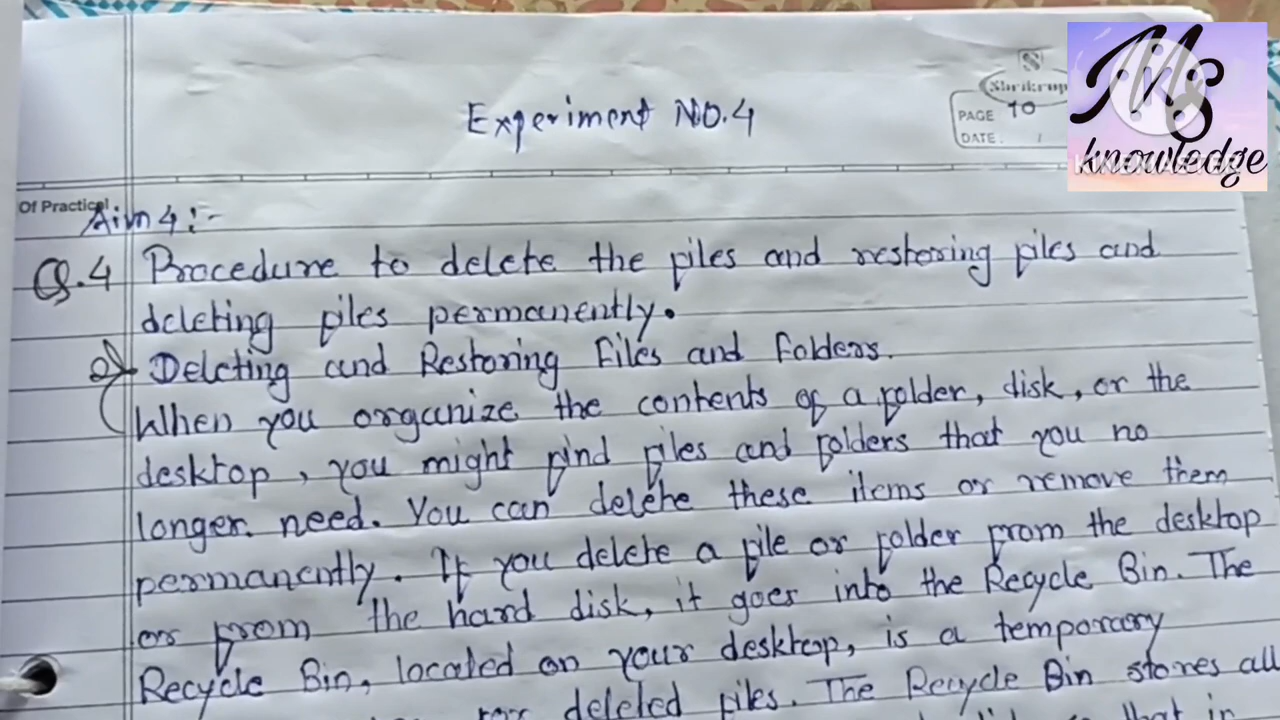 Experiment NO.4
Shrikrup
PAGE 10
DATE: /
MKS
knowledge
Of Practical
Aim 4:-
Q.4 Procedure to delete the files and restoring files and
deleting files permanently.
Deleting and Restoring Files and Folders.
When you organize the contents of a folder, disk, or the
desktop, you might find files and folders that you no
longer need. You can delete these items or remove them
permanently. If you delete a file or folder from the desktop
or from the hard disk, it goes into the Recycle Bin. The
Recycle Bin, located on your desktop, is a temporary
deleted files. The Recycle Bin stores all
that in